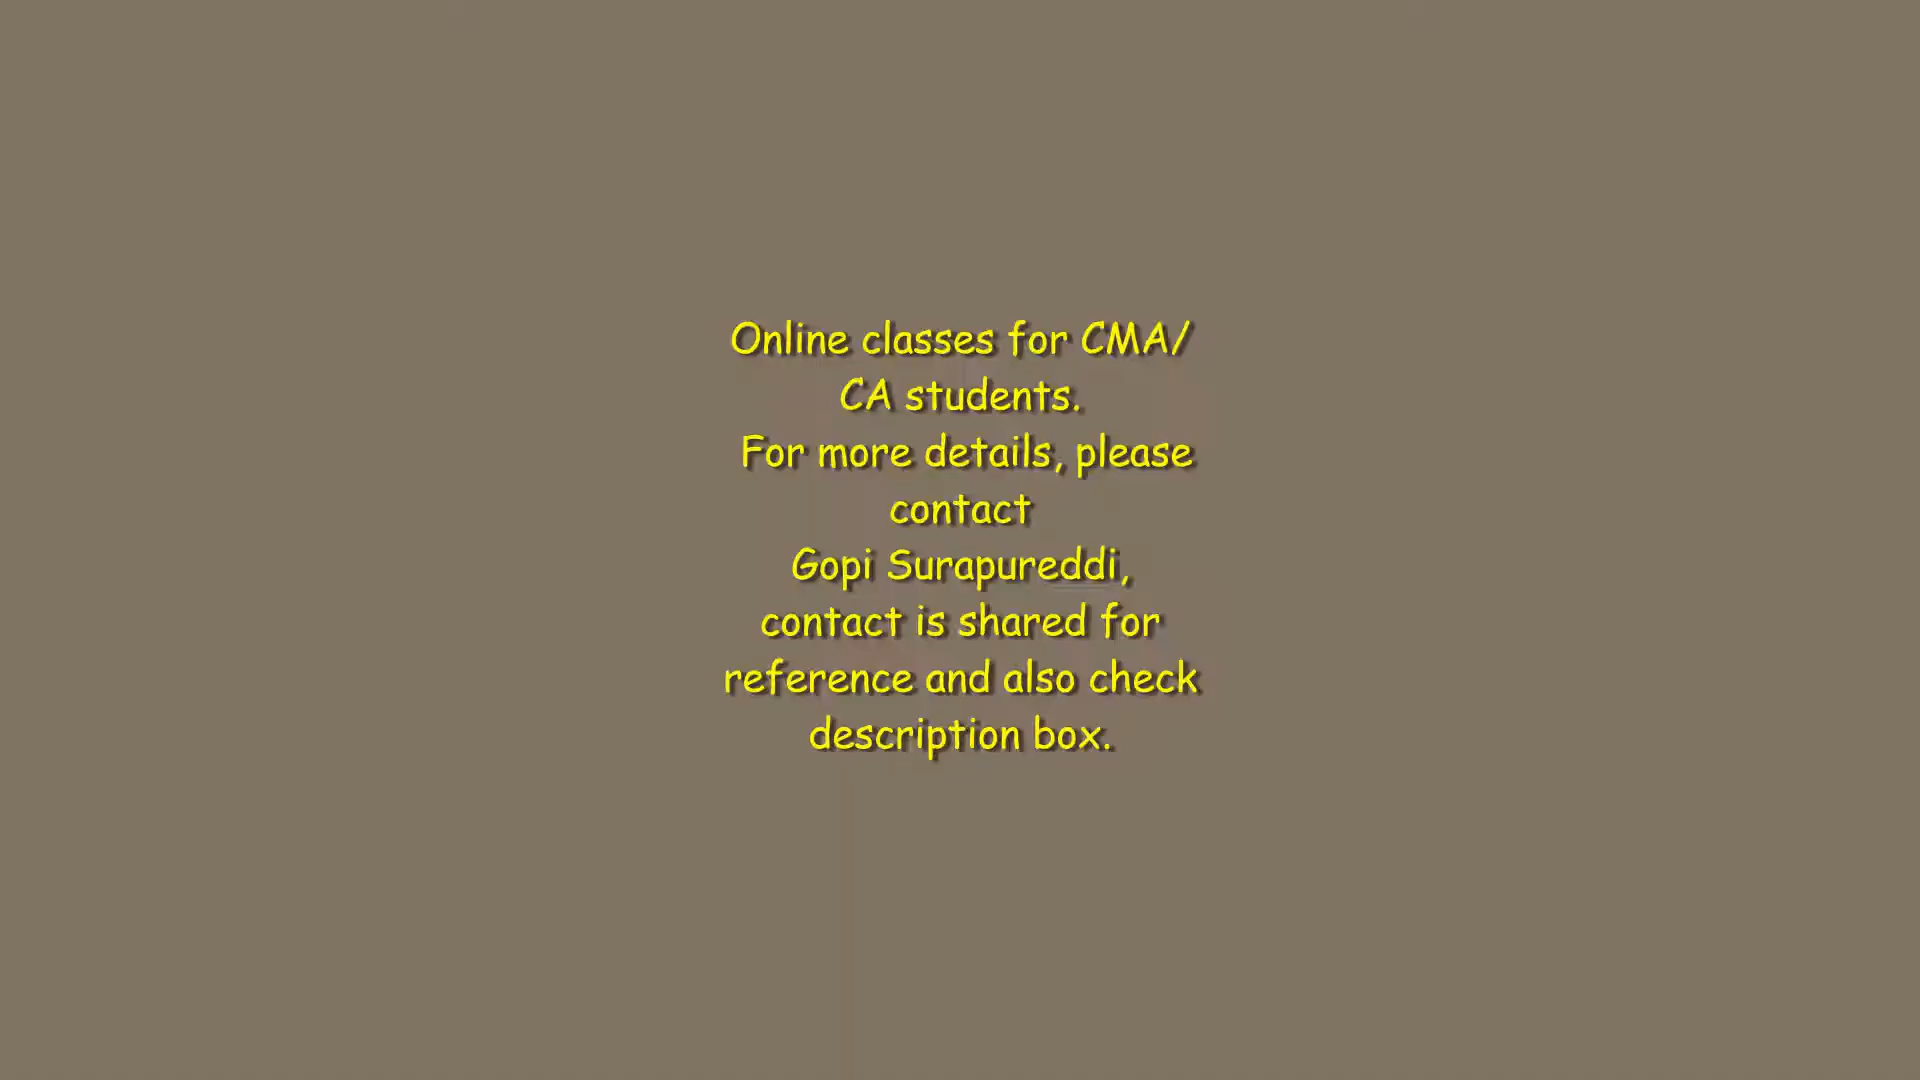 Online classes for CMA/
CA students.
For more details, please
contact
Gopi Surapureddi,
contact is shared for
reference and also check
description box.